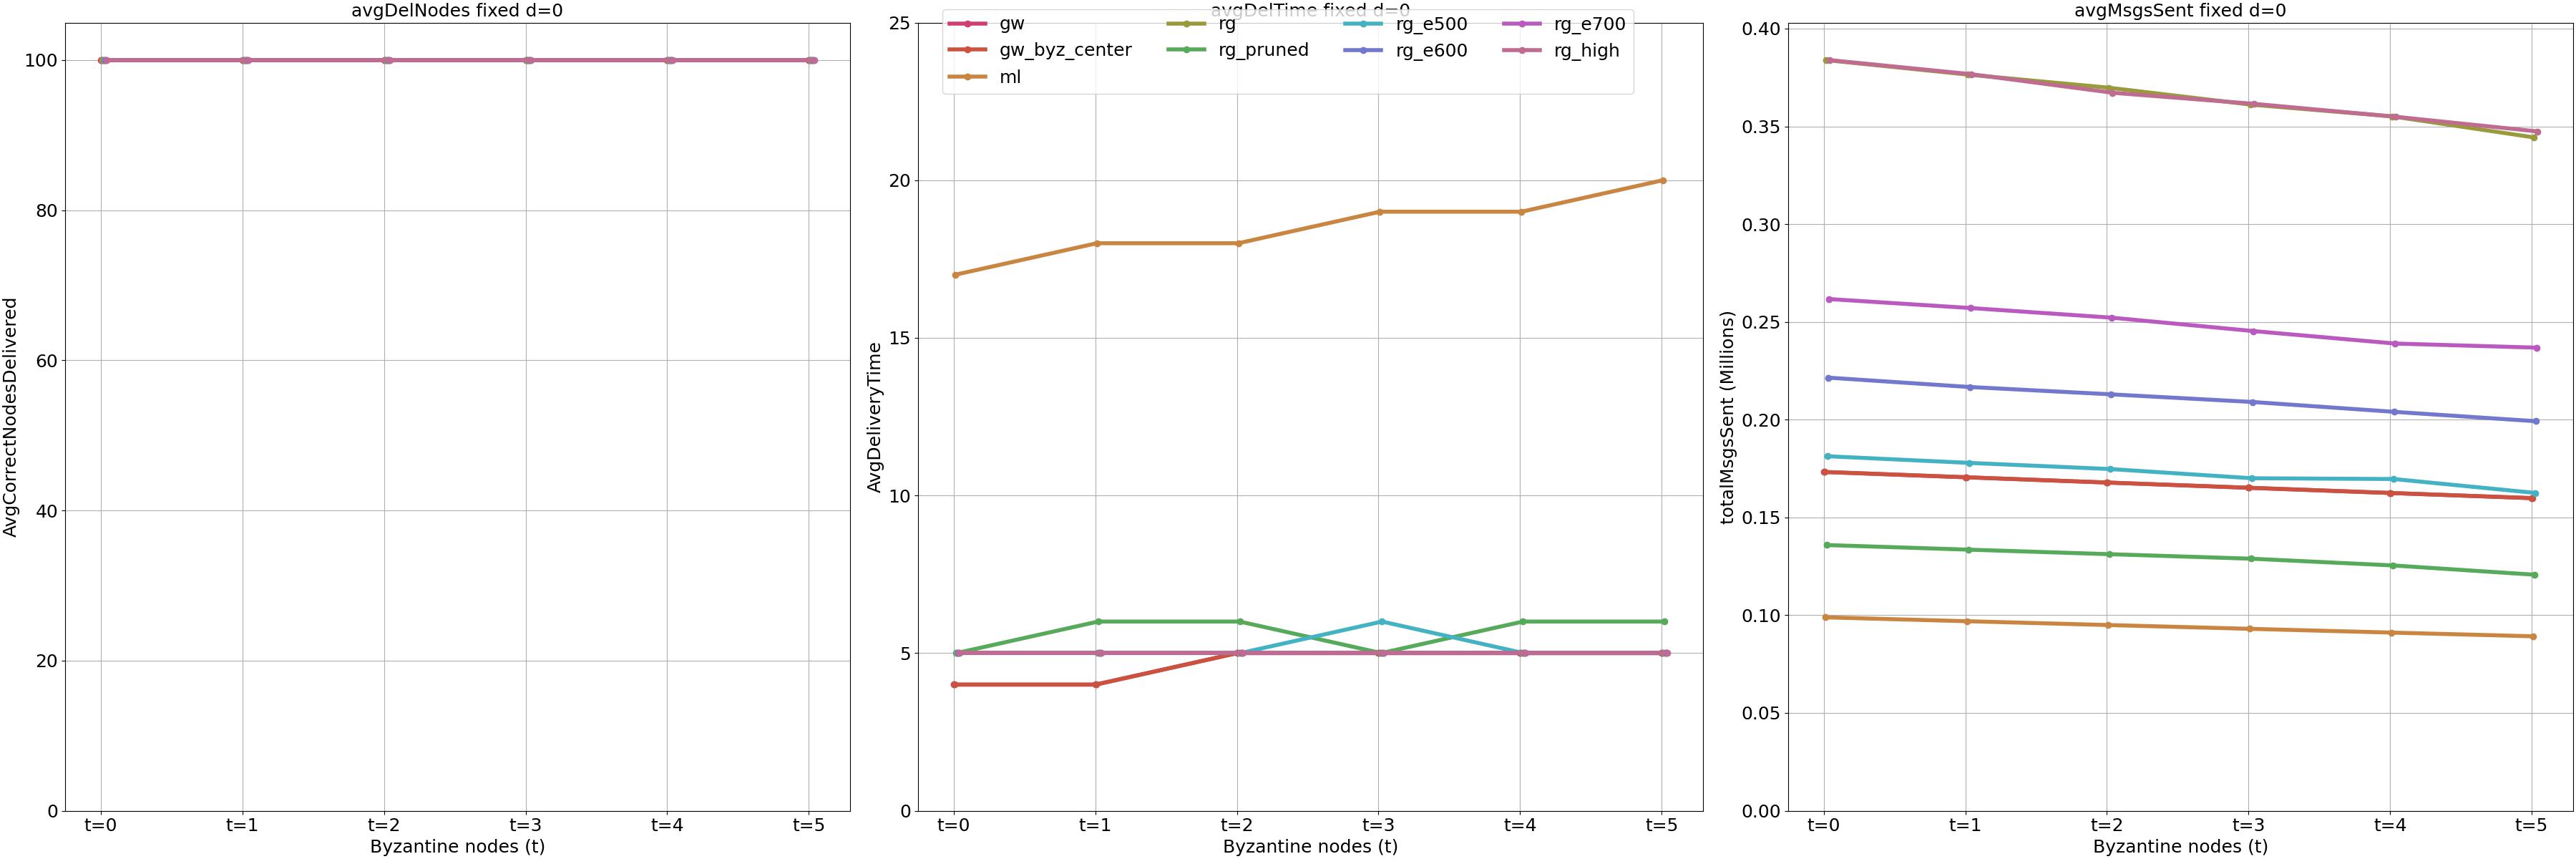 avgDelNodes fixed d=0
AvgCorrectNodesDelivered
100
80
60
40
20
0
t=0 t=1 t=2 t=3 t=4 t=5
Byzantine nodes (t)
avgDelTime fixed d=0
gw rg rg_e500 rg_e700
gw_byz_center rg_pruned rg_e600 rg_high
ml
AvgDeliveryTime
25
20
15
10
5
0
t=0 t=1 t=2 t=3 t=4 t=5
Byzantine nodes (t)
avgMsgsSent fixed d=0
totalMsgsSent (Millions)
0.40
0.35
0.30
0.25
0.20
0.15
0.10
0.05
0.00
t=0 t=1 t=2 t=3 t=4 t=5
Byzantine nodes (t)